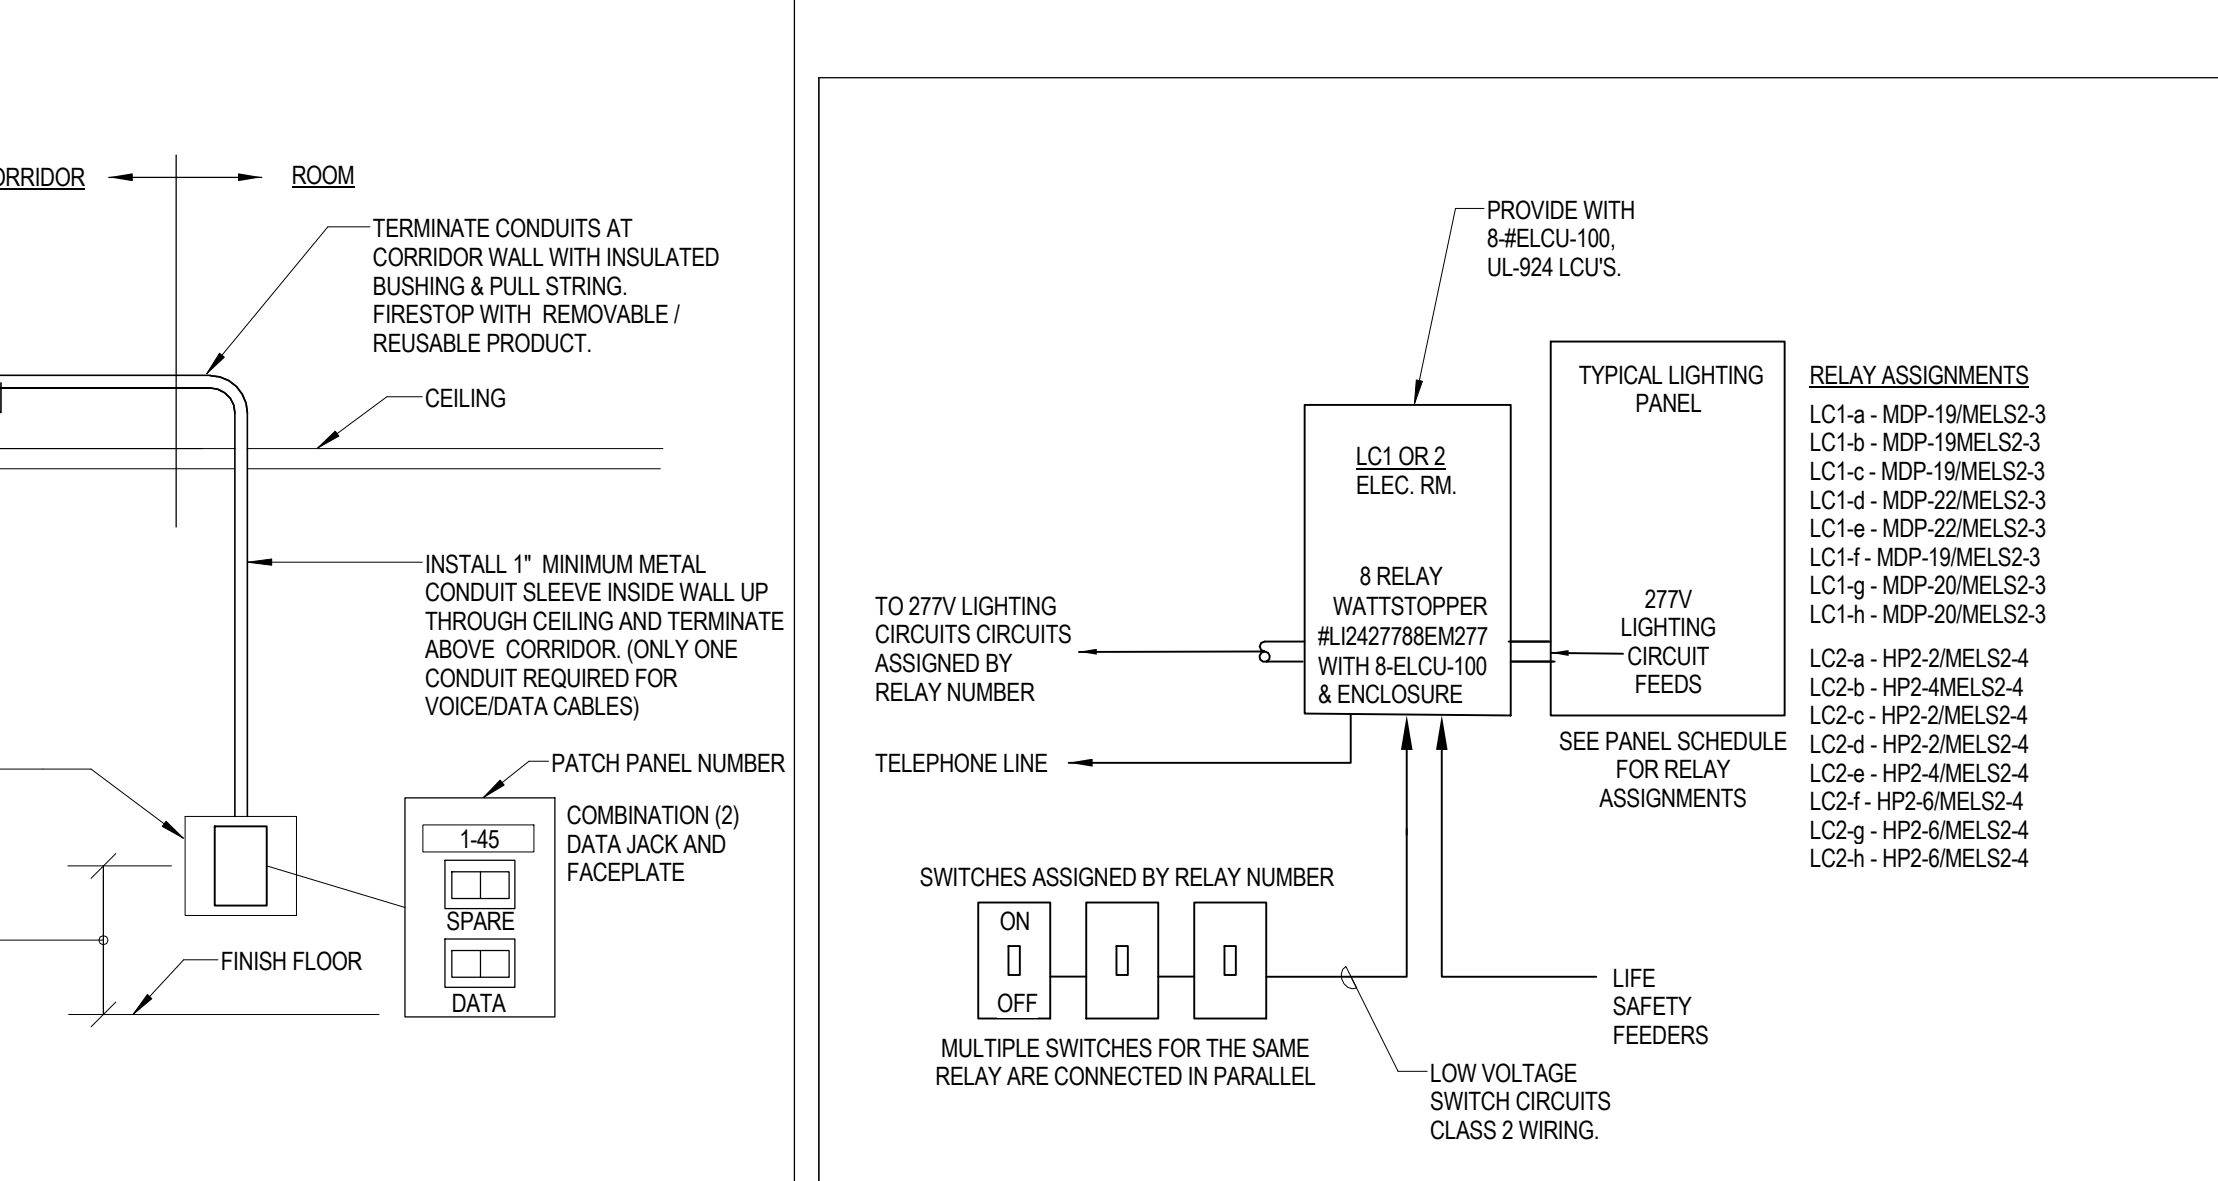 ORRIDOR
ROOM
TERMINATE CONDUITS AT
CORRIDOR WALL WITH INSULATED
BUSHING & PULL STRING.
FIRESTOP WITH REMOVABLE /
REUSABLE PRODUCT.
CEILING
INSTALL 1" MINIMUM METAL
CONDUIT SLEEVE INSIDE WALL UP
THROUGH CEILING AND TERMINATE
ABOVE CORRIDOR. (ONLY ONE
CONDUIT REQUIRED FOR
VOICE/DATA CABLES)
PATCH PANEL NUMBER
COMBINATION (2)
DATA JACK AND
FACEPLATE
1-45
SPARE
DATA
FINISH FLOOR
PROVIDE WITH
8-#ELCU-100,
UL-924 LCU'S.
LC1 OR 2
ELEC. RM.
8 RELAY
WATTSTOPPER
#LI2427788EM277
WITH 8-ELCU-100
& ENCLOSURE
TO 277V LIGHTING
CIRCUITS CIRCUITS
ASSIGNED BY
RELAY NUMBER
TELEPHONE LINE
TYPICAL LIGHTING
PANEL
277V
LIGHTING
CIRCUIT
FEEDS
SEE PANEL SCHEDULE
FOR RELAY
ASSIGNMENTS
RELAY ASSIGNMENTS
LC1-a - MDP-19/MELS2-3
LC1-b - MDP-19MELS2-3
LC1-c - MDP-19/MELS2-3
LC1-d - MDP-22/MELS2-3
LC1-e - MDP-22/MELS2-3
LC1-f - MDP-19/MELS2-3
LC1-g - MDP-20/MELS2-3
LC1-h - MDP-20/MELS2-3
LC2-a - HP2-2/MELS2-4
LC2-b - HP2-4MELS2-4
LC2-c - HP2-2/MELS2-4
LC2-d - HP2-2/MELS2-4
LC2-e - HP2-4/MELS2-4
LC2-f - HP2-6/MELS2-4
LC2-g - HP2-6/MELS2-4
LC2-h - HP2-6/MELS2-4
SWITCHES ASSIGNED BY RELAY NUMBER
ON
OFF
MULTIPLE SWITCHES FOR THE SAME
RELAY ARE CONNECTED IN PARALLEL
LIFE
SAFETY
FEEDERS
LOW VOLTAGE
SWITCH CIRCUITS
CLASS 2 WIRING.